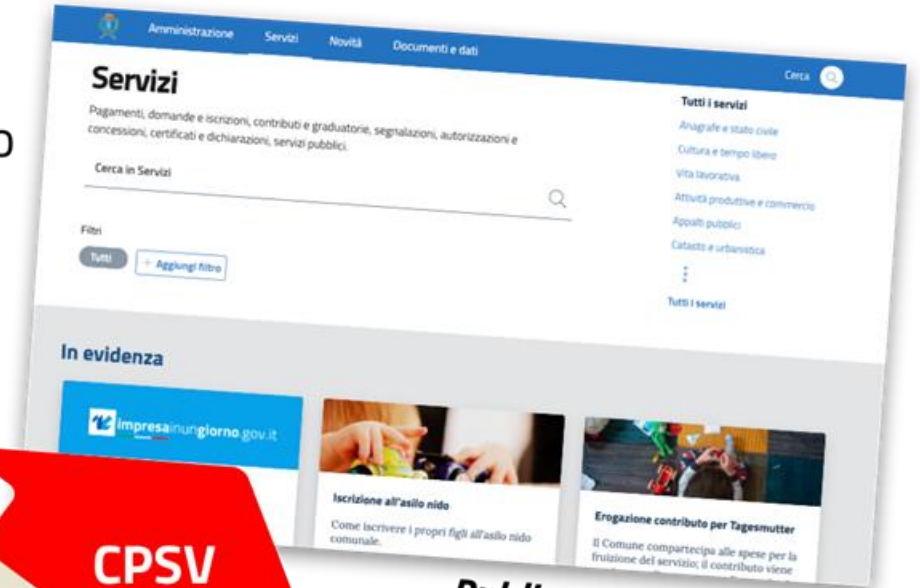 Amministrazione Servizi Novità Documenti e dati
Cerca
Servizi
Pagamenti, domande e iscrizioni, contributi e graduatorie, segnalazioni, autorizzazioni e
concessioni, certificati e dichiarazioni, servizi pubblici.
Cerca in Servizi
Filtri
Tutti + Aggiungi filtro
Tutti i servizi
Anagrafe e stato civile
Cultura e tempo libero
Vita lavorativa
Attività produttive e commercio
Appalti pubblici
Catasto e urbanistica
Tutti i servizi
In evidenza
impresainungiorno.gov.it
Iscrizione all'asilo nido
Come iscrivere i propri figli all'asilo nido
comunale.
Erogazione contributo per Tagesmutter
Il Comune compartecipa alle spese per la
fruizione del servizio; il contributo viene
CPSV